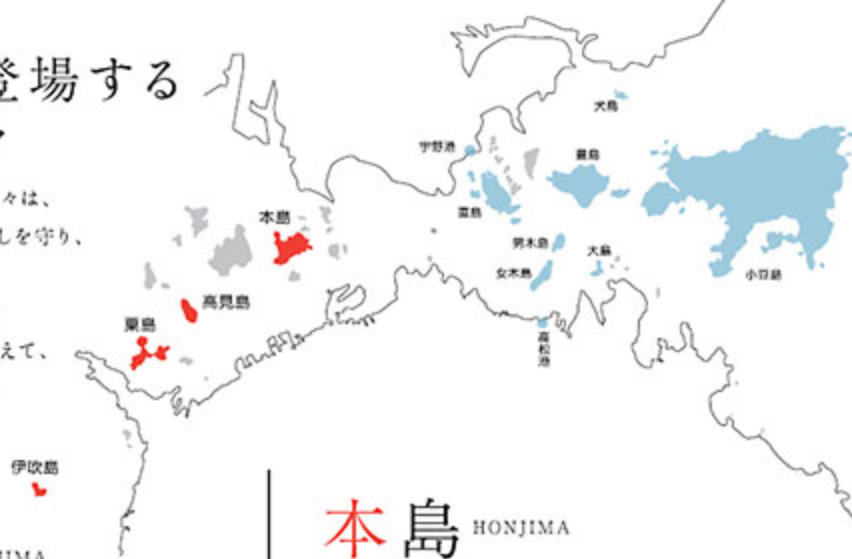 登場する
々は、
しを守り、
えて、
犬島
宇野港
豊島
直島
本島
男木島
大島
女木島
小豆島
高見島
粟島
高松港
伊吹島
本島 HONJIMA
JIMA